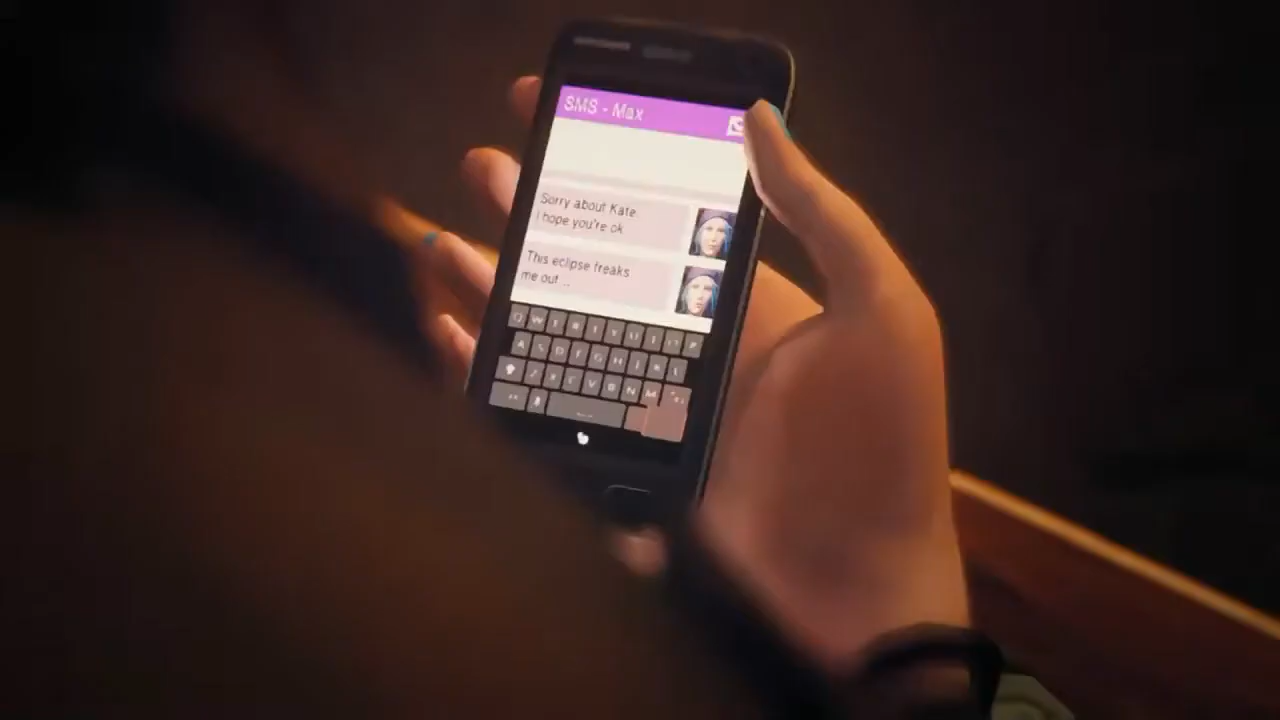 SMS - Max
Sorry about Kate
I hope you're ok
This eclipse freaks
me out...